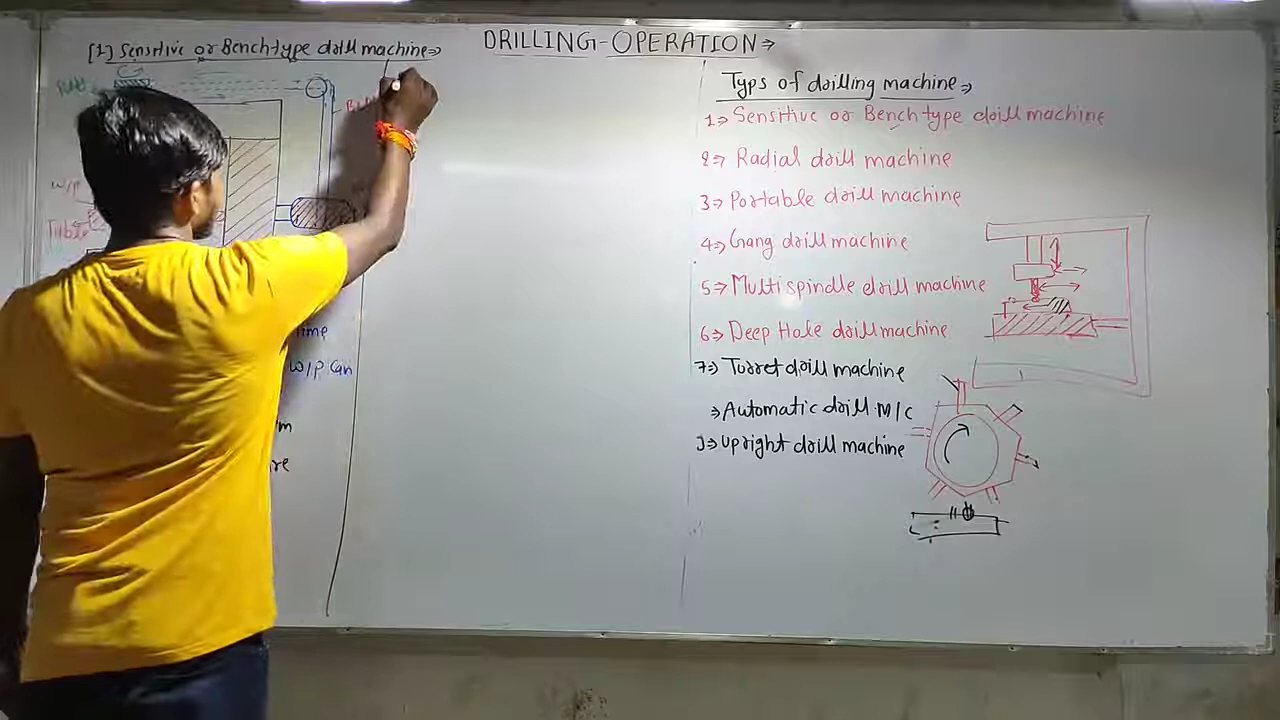 DRILLING-OPERATION⇒
[1] Sensitive or Bench type drill machine⇒
W/P
Table
time
W/P Can
m
re
Typs of drilling machine⇒
1⇒ Sensitive or Bench type drill machine
2⇒ Radial drill machine
3⇒ Portable drill machine
4⇒ Gang drill machine
5⇒ Multi spindle drill machine
6⇒ Deep Hole drill machine
7⇒ Turret drill machine
⇒ Automatic drill M/C
9⇒ Upright drill machine